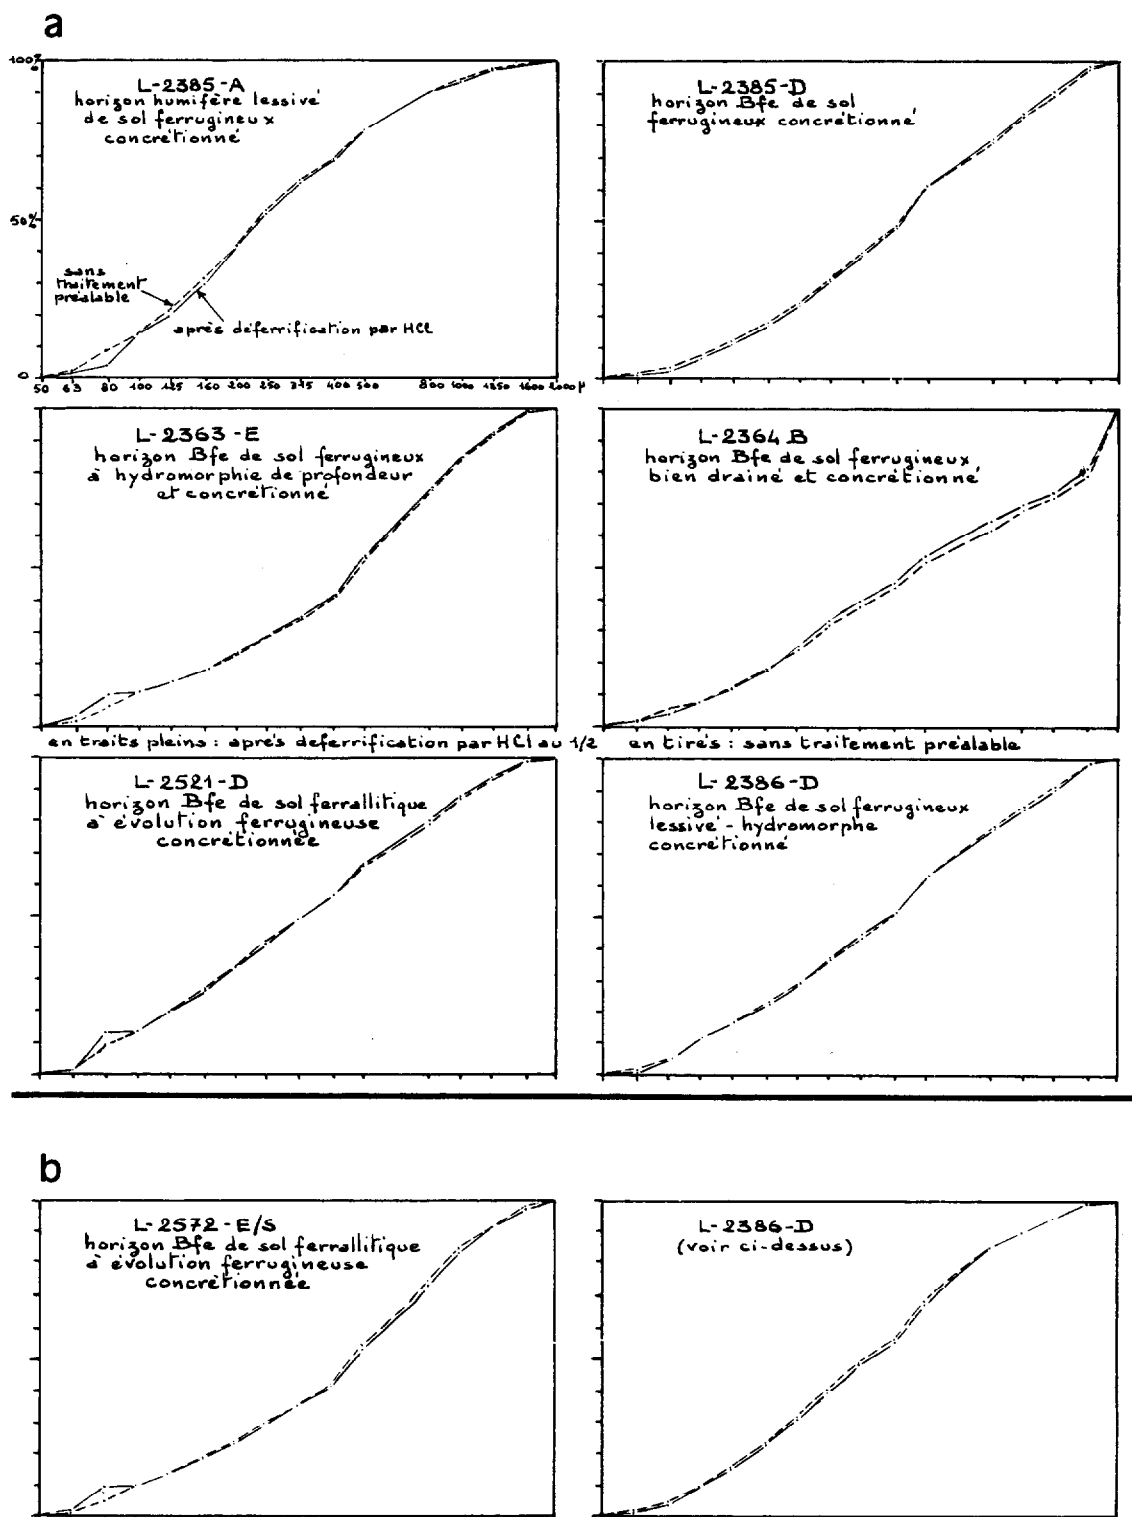 a
100%
L-2385-A
horizon humifère lessivé
de sol ferrugineux
concrétionné
50%
sans
traitement
préalable
après déferrification par HCl
0
50 63 80 100 125 160 200 250 315 400 500 800 1000 1250 1600 2000 µ
L-2385-D
horizon Bfe de sol
ferrugineux concrétionné
L-2363-E
horizon Bfe de sol ferrugineux
à hydromorphie de profondeur
et concrétionné
L-2364 B
horizon Bfe de sol ferrugineux
bien drainé et concrétionné
en traits pleins : après déferrification par HCl au 1/2 en tirés : sans traitement préalable
L-2521-D
horizon Bfe de sol ferrallitique
à évolution ferrugineuse
concrétionnée
L-2386-D
horizon Bfe de sol ferrugineux
lessivé - hydromorphe
concrétionné
b
L-2572-E/S
horizon Bfe de sol ferrallitique
à évolution ferrugineuse
concrétionnée
L-2386-D
(voir ci-dessus)